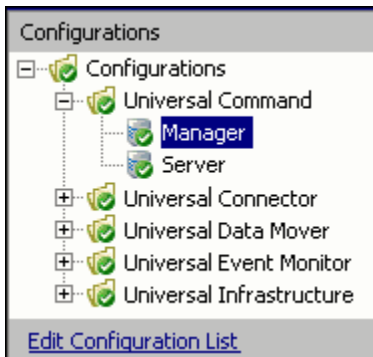 Configurations
Configurations
Universal Command
Manager
Server
Universal Connector
Universal Data Mover
Universal Event Monitor
Universal Infrastructure
Edit Configuration List